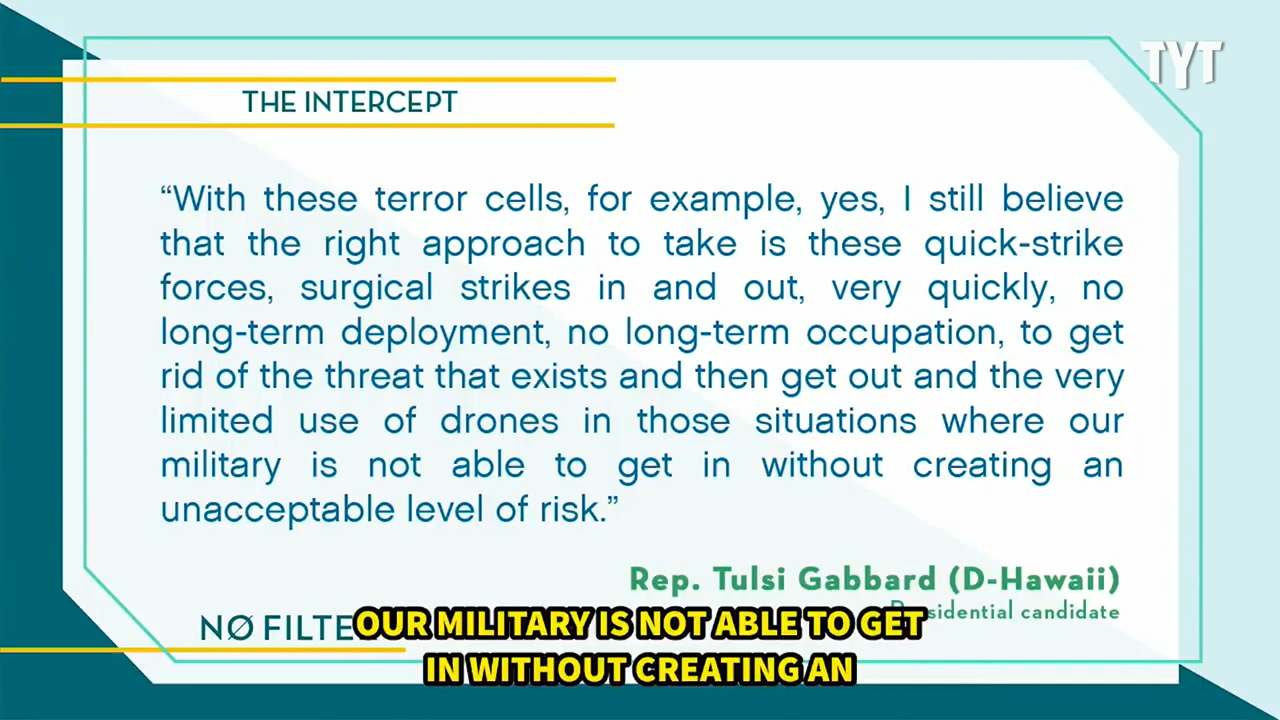 TYT
THE INTERCEPT
“With these terror cells, for example, yes, I still believe
that the right approach to take is these quick-strike
forces, surgical strikes in and out, very quickly, no
long-term deployment, no long-term occupation, to get
rid of the threat that exists and then get out and the very
limited use of drones in those situations where our
military is not able to get in without creating an
unacceptable level of risk.”
Rep. Tulsi Gabbard (D-Hawaii)
candidate
NØ
OUR MILITARY IS NOT ABLE TO GET
IN WITHOUT CREATING AN